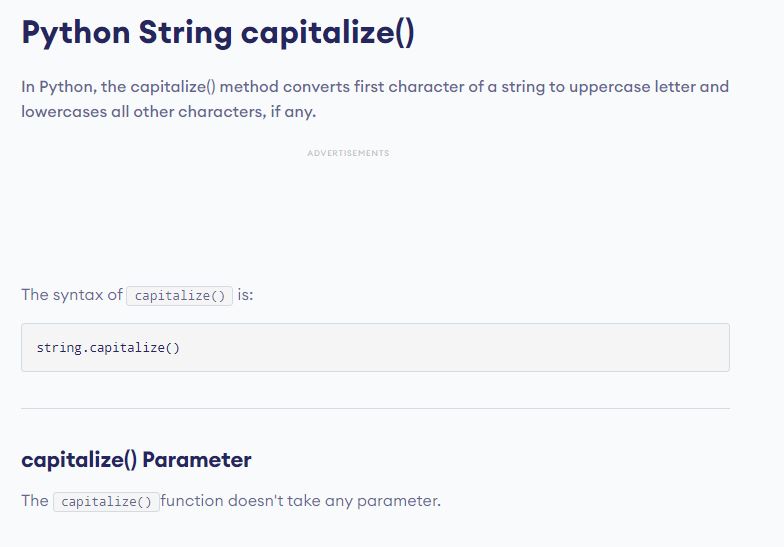 Python String capitalize()
In Python, the capitalize() method converts first character of a string to uppercase letter and
lowercases all other characters, if any.
ADVERTISEMENTS
The syntax of capitalize() is:
string.capitalize()
capitalize() Parameter
The capitalize() function doesn't take any parameter.